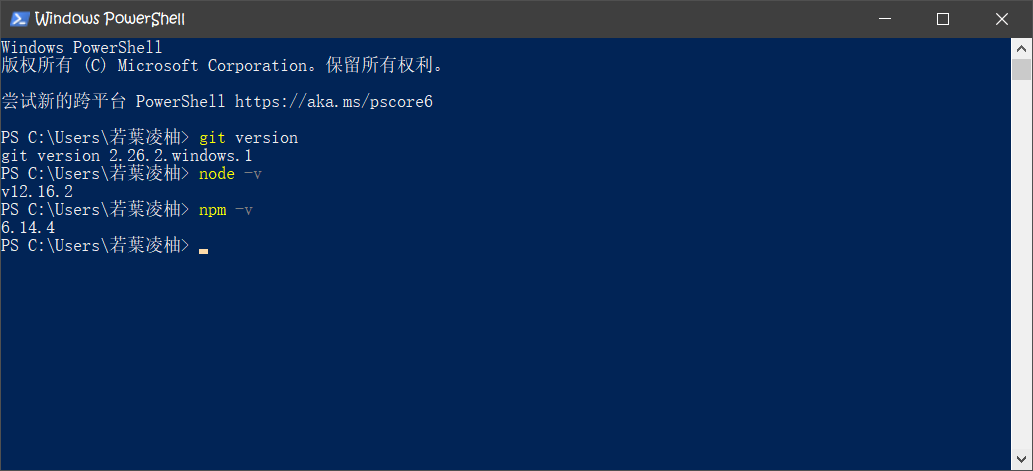 Windows PowerShell
Windows PowerShell
版权所有 (C) Microsoft Corporation。保留所有权利。
尝试新的跨平台 PowerShell https://aka.ms/pscore6
PS C:\Users\若葉凌柚> git version
git version 2.26.2.windows.1
PS C:\Users\若葉凌柚> node -v
v12.16.2
PS C:\Users\若葉凌柚> npm -v
6.14.4
PS C:\Users\若葉凌柚>